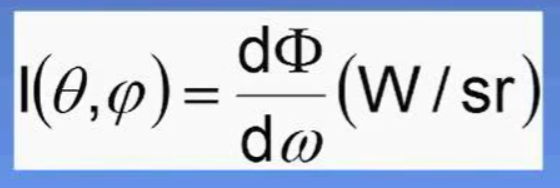 I(θ,φ) = dΦ/dω (W/sr)